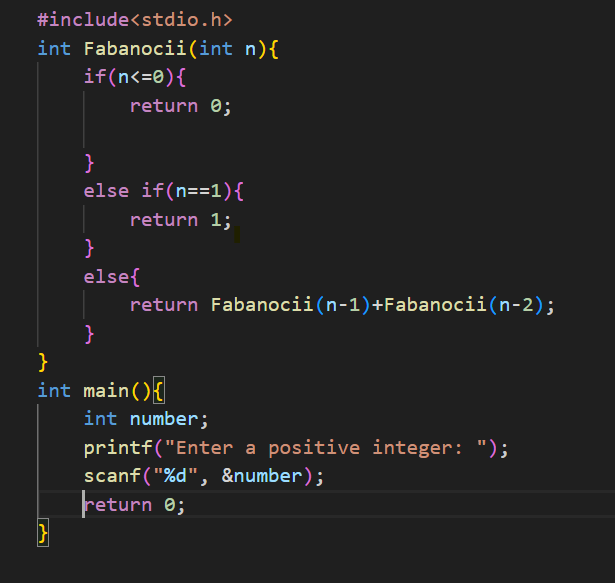 #include<stdio.h>
int Fabanocii(int n){
    if(n<=0){
        return 0;

    }
    else if(n==1){
        return 1;
    }
    else{
        return Fabanocii(n-1)+Fabanocii(n-2);
    }
}
int main(){
    int number;
    printf("Enter a positive integer: ");
    scanf("%d", &number);
    return 0;
}